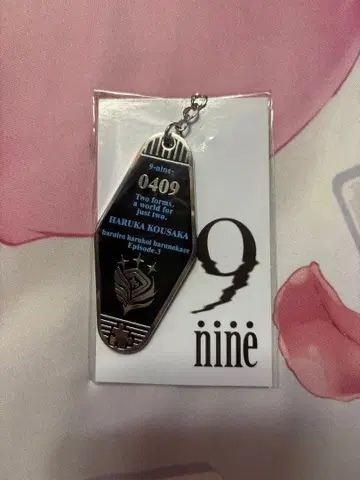 9-nine-
0409
Two forms.
a world for
just two.
HARUKA KOUSAKA
haruiro harukoi harunokaze
Episode.3
9
nine